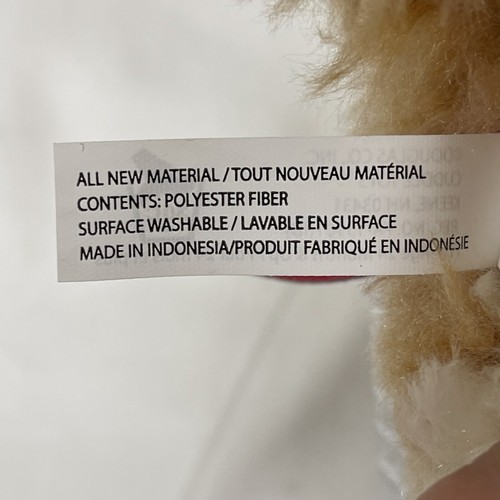 ALL NEW MATERIAL / TOUT NOUVEAU MATÉRIAL
CONTENTS: POLYESTER FIBER
SURFACE WASHABLE / LAVABLE EN SURFACE
MADE IN INDONESIA/PRODUIT FABRIQUÉ EN INDONÉSIE